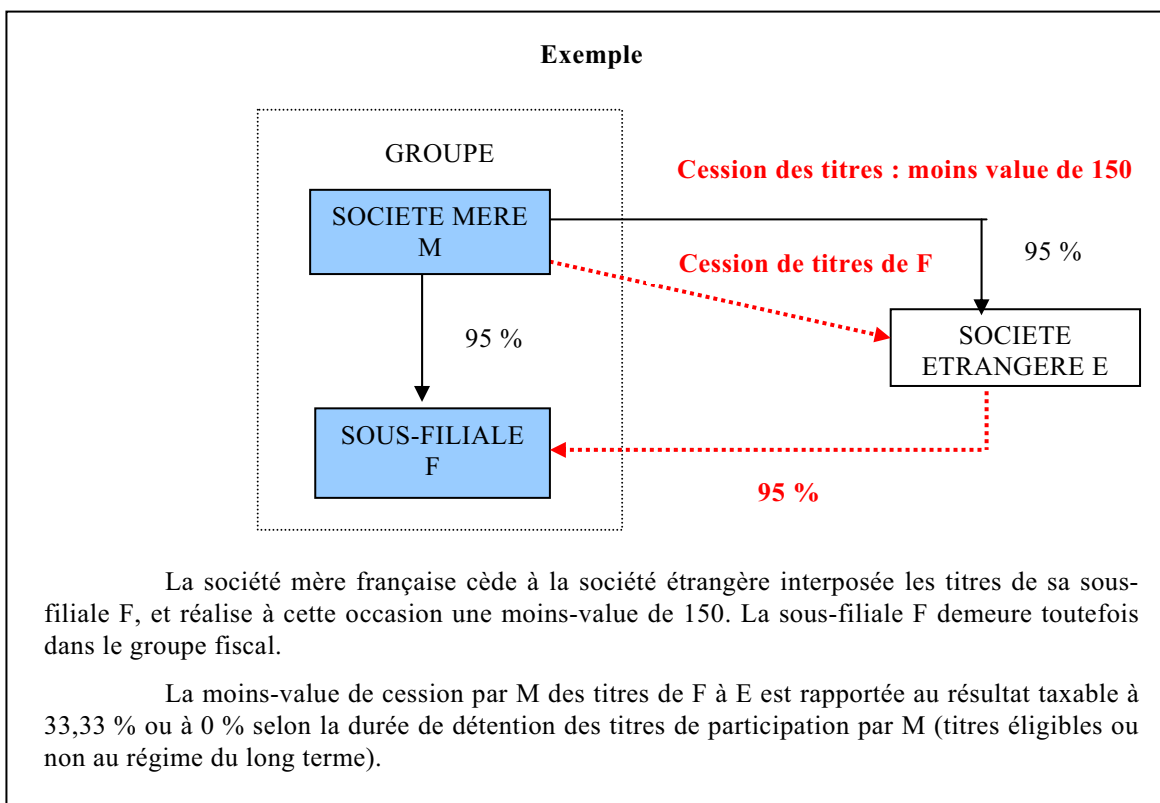 Exemple
GROUPE
Cession des titres : moins value de 150
SOCIETE MERE
M
95 %
Cession de titres de F
95 %
SOCIETE
ETRANGERE E
SOUS-FILIALE
F
95 %
La société mère française cède à la société étrangère interposée les titres de sa sous-
filiale F, et réalise à cette occasion une moins-value de 150. La sous-filiale F demeure toutefois
dans le groupe fiscal.
La moins-value de cession par M des titres de F à E est rapportée au résultat taxable à
33,33 % ou à 0 % selon la durée de détention des titres de participation par M (titres éligibles ou
non au régime du long terme).